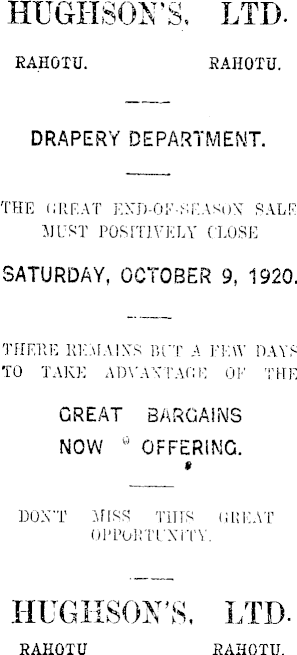 HUGHSON'S, LTD.
RAHOTU. RAHOTU.
DRAPERY DEPARTMENT.
THE GREAT END-OF-SEASON SALE
MUST POSITIVELY CLOSE
SATURDAY, OCTOBER 9, 1920.
THERE REMAINS BUT A FEW DAYS
TO TAKE ADVANTAGE OF THE
GREAT BARGAINS
NOW OFFERING.
DON'T MISS THIS GREAT
OPPORTUNITY.
HUGHSON'S, LTD.
RAHOTU RAHOTU.